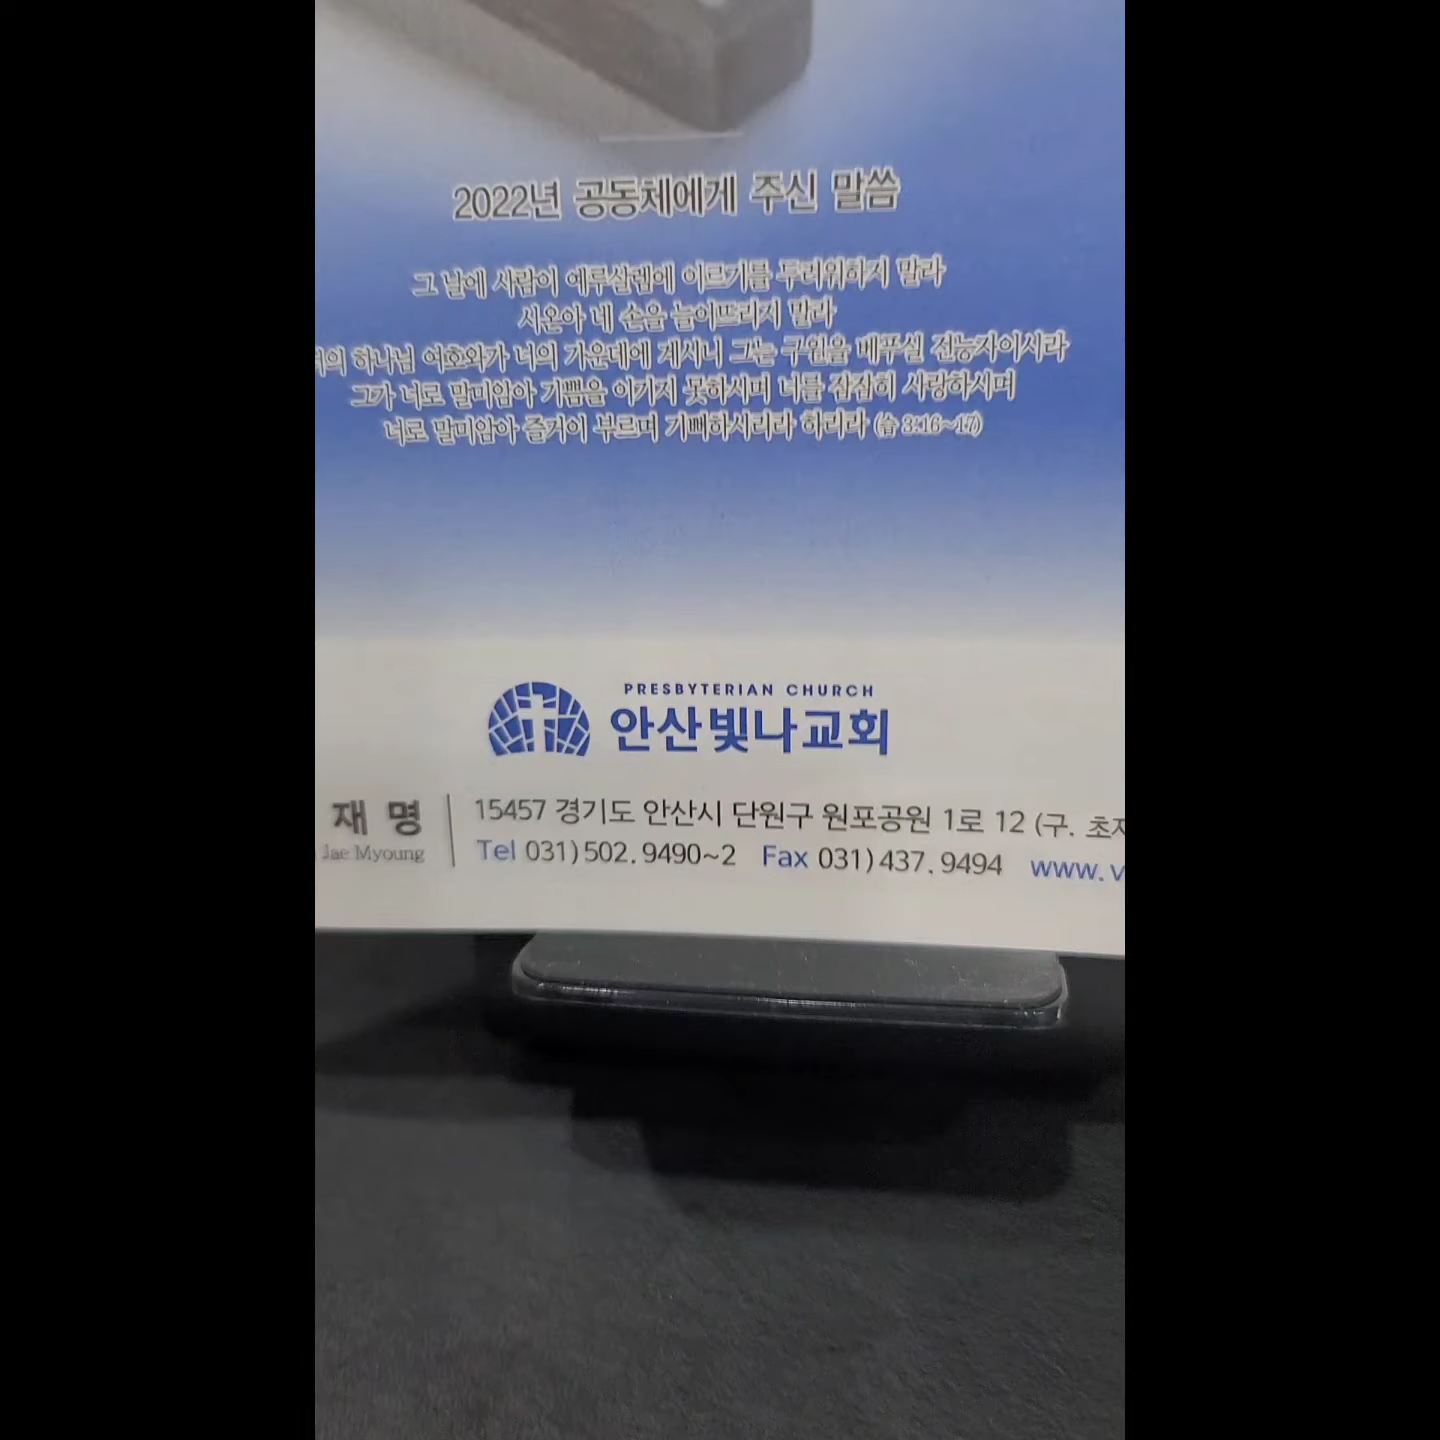 2022년 공동체에게 주신 말씀
그 날에 사람이 예루살렘에 이르기를 두려워하지 말라
시온아 네 손을 늘어뜨리지 말라
하나님 여호와가 너의 가운데에 계시니 그는 구원을 베푸실 전능자이시라
그가 너로 말미암아 기쁨을 이기지 못하시며 너를 잠잠히 사랑하시며
너로 말미암아 즐거이 부르며 기뻐하시리라 하리라 (습 3:16~17)
PRESBYTERIAN CHURCH
안산빛나교회
재 명
Jae Myoung
15457 경기도 안산시 단원구 원포공원 1로 12 (구. 초지
Tel 031)502.9490~2 Fax 031)437.9494 www.v